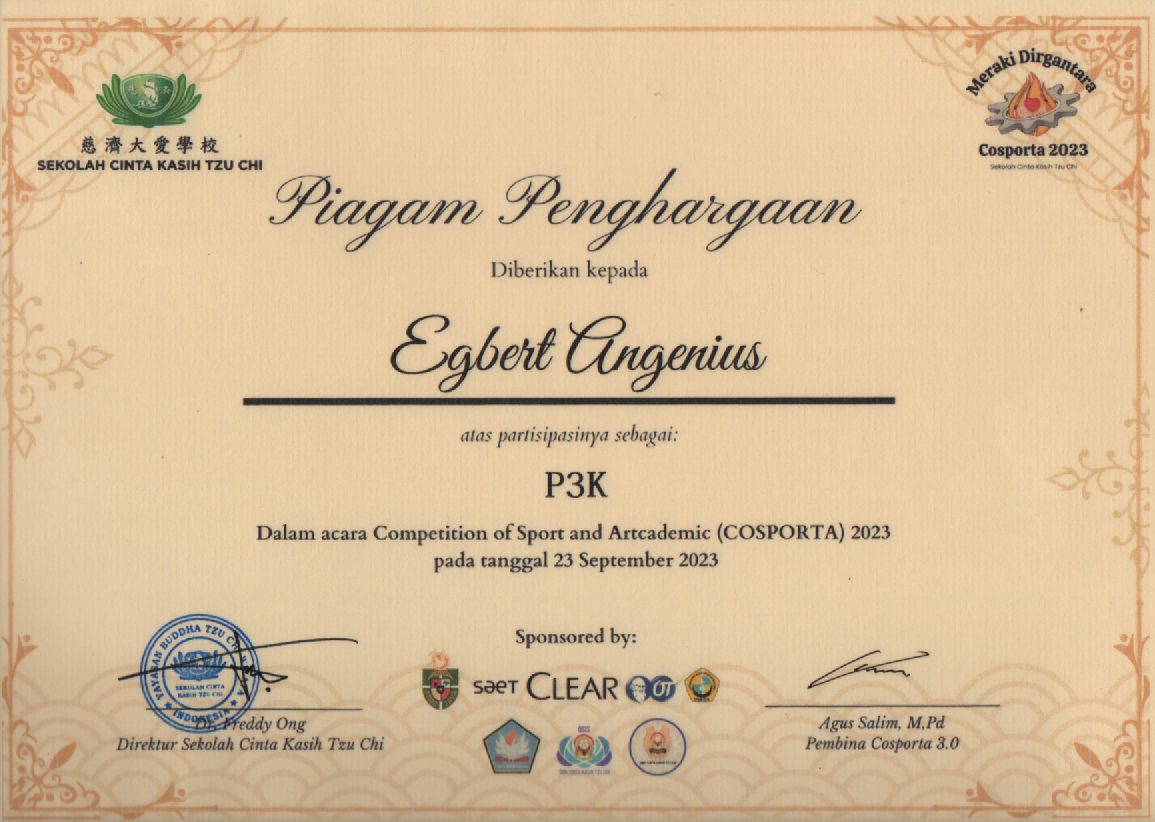 慈濟大愛學校
SEKOLAH CINTA KASIH TZU CHI
Meraki Dirgantara
Cosporta 2023
Sekolah Cinta Kasih Tzu Chi
Piagam Penghargaan
Diberikan kepada
Egbert Angenius
atas partisipasinya sebagai:
P3K
Dalam acara Competition of Sport and Artcademic (COSPORTA) 2023
pada tanggal 23 September 2023
Sponsored by:
CLEAR
OT
OSIS
YAYASAN BUDDHA TZU CHI
SEKOLAH CINTA
KASIH TZU CHI
INDONESIA
Dr. Freddy Ong
Direktur Sekolah Cinta Kasih Tzu Chi
Agus Salim, M.Pd
Pembina Cosporta 3.0